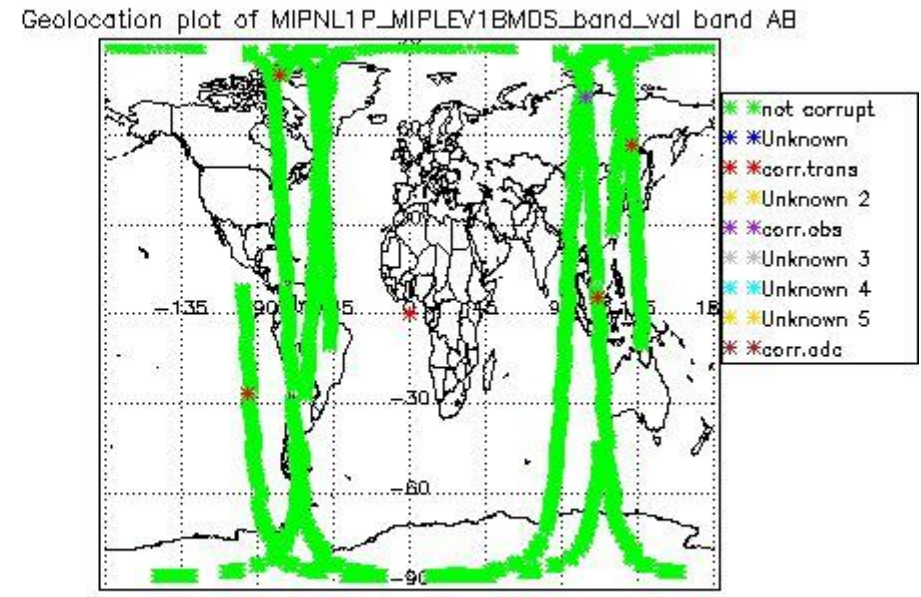 Geolocation plot of MIPNL1P_MIPLEV1BMDS_band_val band AB
not corrupt
Unknown
corr.trans
Unknown 2
corr.obs
Unknown 3
Unknown 4
Unknown 5
corr.adc
60
-135
-30
-60
-90